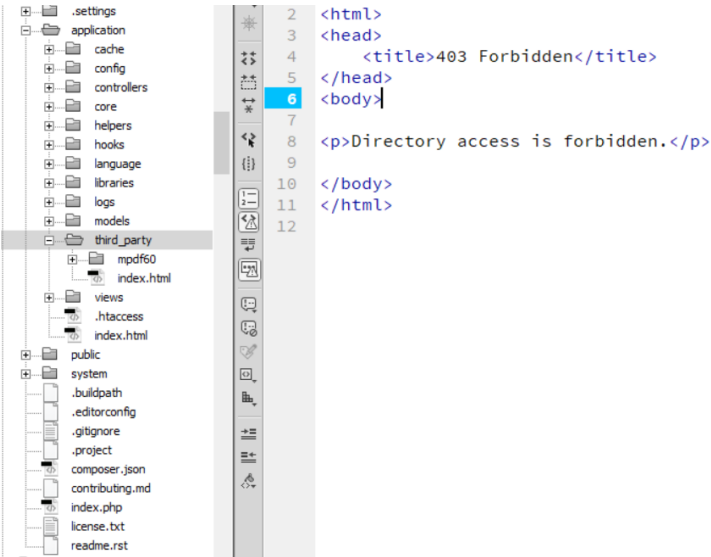 .settings
application
cache
config
controllers
core
helpers
hooks
language
libraries
logs
models
third_party
mpdf60
index.html
views
.htaccess
index.html
public
system
.buildpath
.editorconfig
.gitignore
.project
composer.json
contributing.md
index.php
license.txt
readme.rst
2 <html>
3 <head>
4 <title>403 Forbidden</title>
5 </head>
6 <body>
7
8 <p>Directory access is forbidden.</p>
9
10 </body>
11 </html>
12